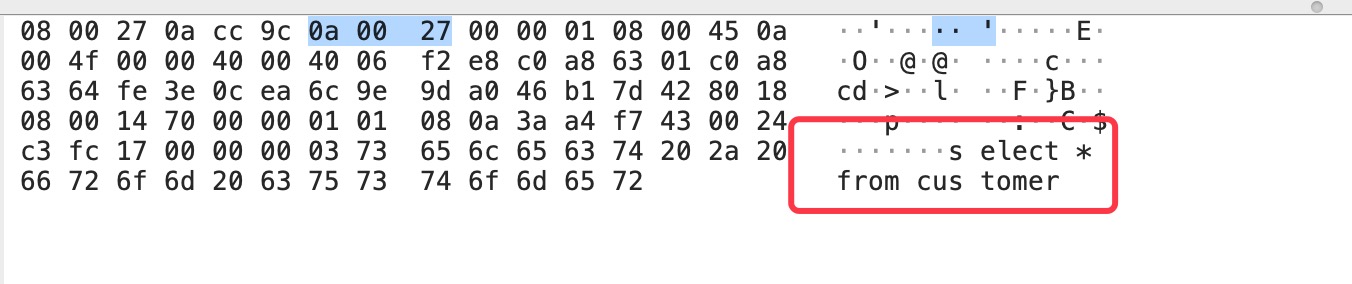 08 00 27 0a cc 9c 0a 00 27 00 00 01 08 00 45 0a ··'·····'·····E·
00 4f 00 00 40 00 40 06 f2 e8 c0 a8 63 01 c0 a8 ·O··@·@· ····c···
63 64 fe 3e 0c ea 6c 9e 9d a0 46 b1 7d 42 80 18 cd·>··l· ··F·}B··
08 00 14 70 00 00 01 01 08 0a 3a a4 f7 43 00 24 ···p···· ··:··C·$
c3 fc 17 00 00 00 03 73 65 6c 65 63 74 20 2a 20 ·······s elect *
66 72 6f 6d 20 63 75 73 74 6f 6d 65 72 from cus tomer